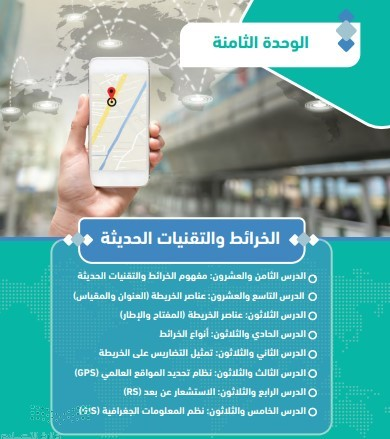 الوحدة الثامنة
الخرائط والتقنيات الحديثة
الدرس الثامن والعشرون: مفهوم الخرائط والتقنيات الحديثة
الدرس التاسع والعشرون: عناصر الخريطة (العنوان والمقياس)
الدرس الثلاثون: عناصر الخريطة (المفتاح والإطار)
الدرس الحادي والثلاثون: أنواع الخرائط
الدرس الثاني والثلاثون: تمثيل التضاريس على الخريطة
الدرس الثالث والثلاثون: نظام تحديد المواقع العالمي (GPS)
الدرس الرابع والثلاثون: الاستشعار عن بعد (RS)
الدرس الخامس والثلاثون: نظم المعلومات الجغرافية (GIS)